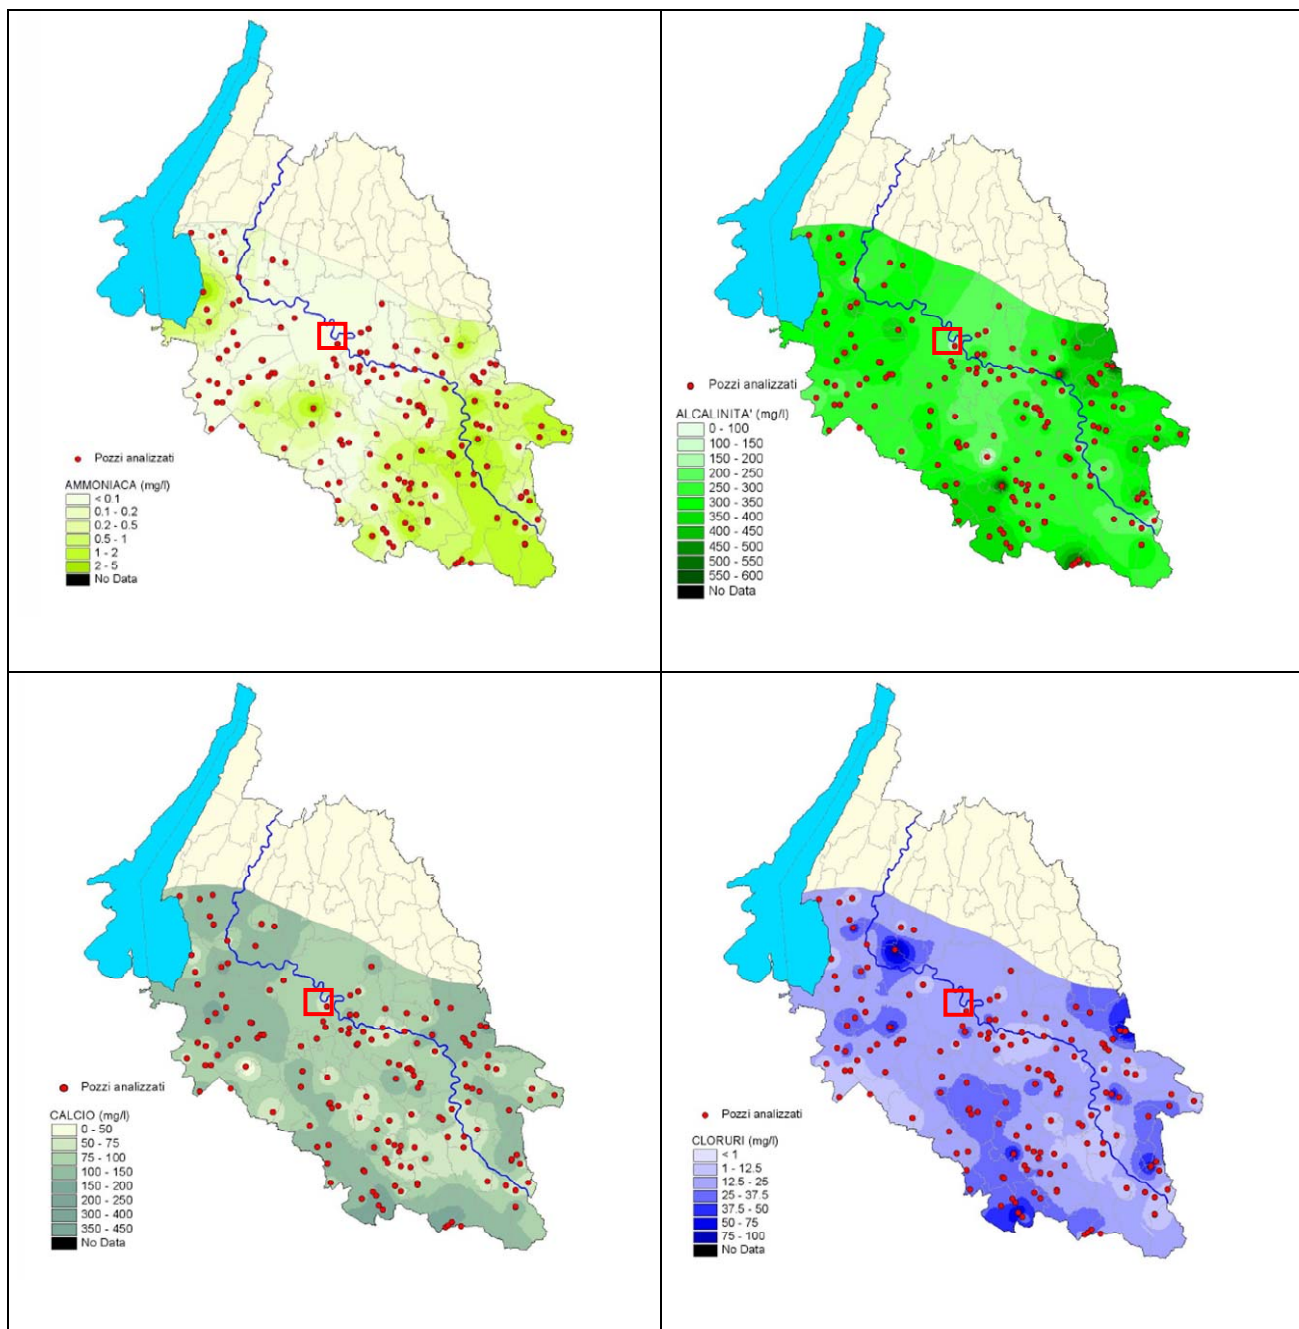 Pozzi analizzati
AMMONIACA (mg/l)
< 0.1
0.1 - 0.2
0.2 - 0.5
0.5 - 1
1 - 2
2 - 5
No Data
Pozzi analizzati
ALCALINITA' (mg/l)
0 - 100
100 - 150
150 - 200
200 - 250
250 - 300
300 - 350
350 - 400
400 - 450
450 - 500
500 - 550
550 - 600
No Data
Pozzi analizzati
CALCIO (mg/l)
0 - 50
50 - 75
75 - 100
100 - 150
150 - 200
200 - 250
300 - 400
350 - 450
No Data
Pozzi analizzati
CLORURI (mg/l)
< 1
1 - 12.5
12.5 - 25
25 - 37.5
37.5 - 50
50 - 75
75 - 100
No Data